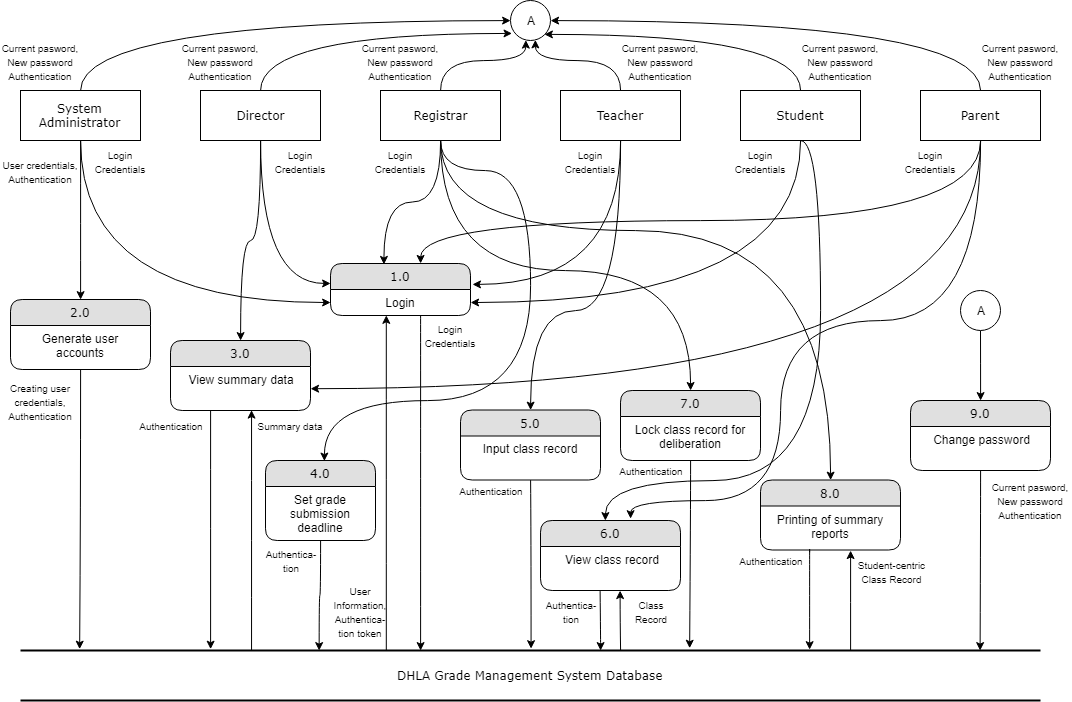 A
Current pasword,
New password
Authentication
Current pasword,
New password
Authentication
Current pasword,
New password
Authentication
Current pasword,
New password
Authentication
Current pasword,
New password
Authentication
Current pasword,
New password
Authentication
System
Administrator
Director
Registrar
Teacher
Student
Parent
User credentials,
Authentication
Login
Credentials
Login
Credentials
Login
Credentials
Login
Credentials
Login
Credentials
Login
Credentials
1.0
Login
Login
Credentials
2.0
Generate user
accounts
A
3.0
View summary data
Creating user
credentials,
Authentication
Authentication
Summary data
7.0
Lock class record for
deliberation
9.0
Change password
5.0
Input class record
4.0
Set grade
submission
deadline
Authentication
Authentication
8.0
Printing of summary
reports
Current pasword,
New password
Authentication
6.0
View class record
Authentica-
tion
Authentication
Student-centric
Class Record
User
Information,
Authentica-
tion token
Authentica-
tion
Class
Record
DHLA Grade Management System Database